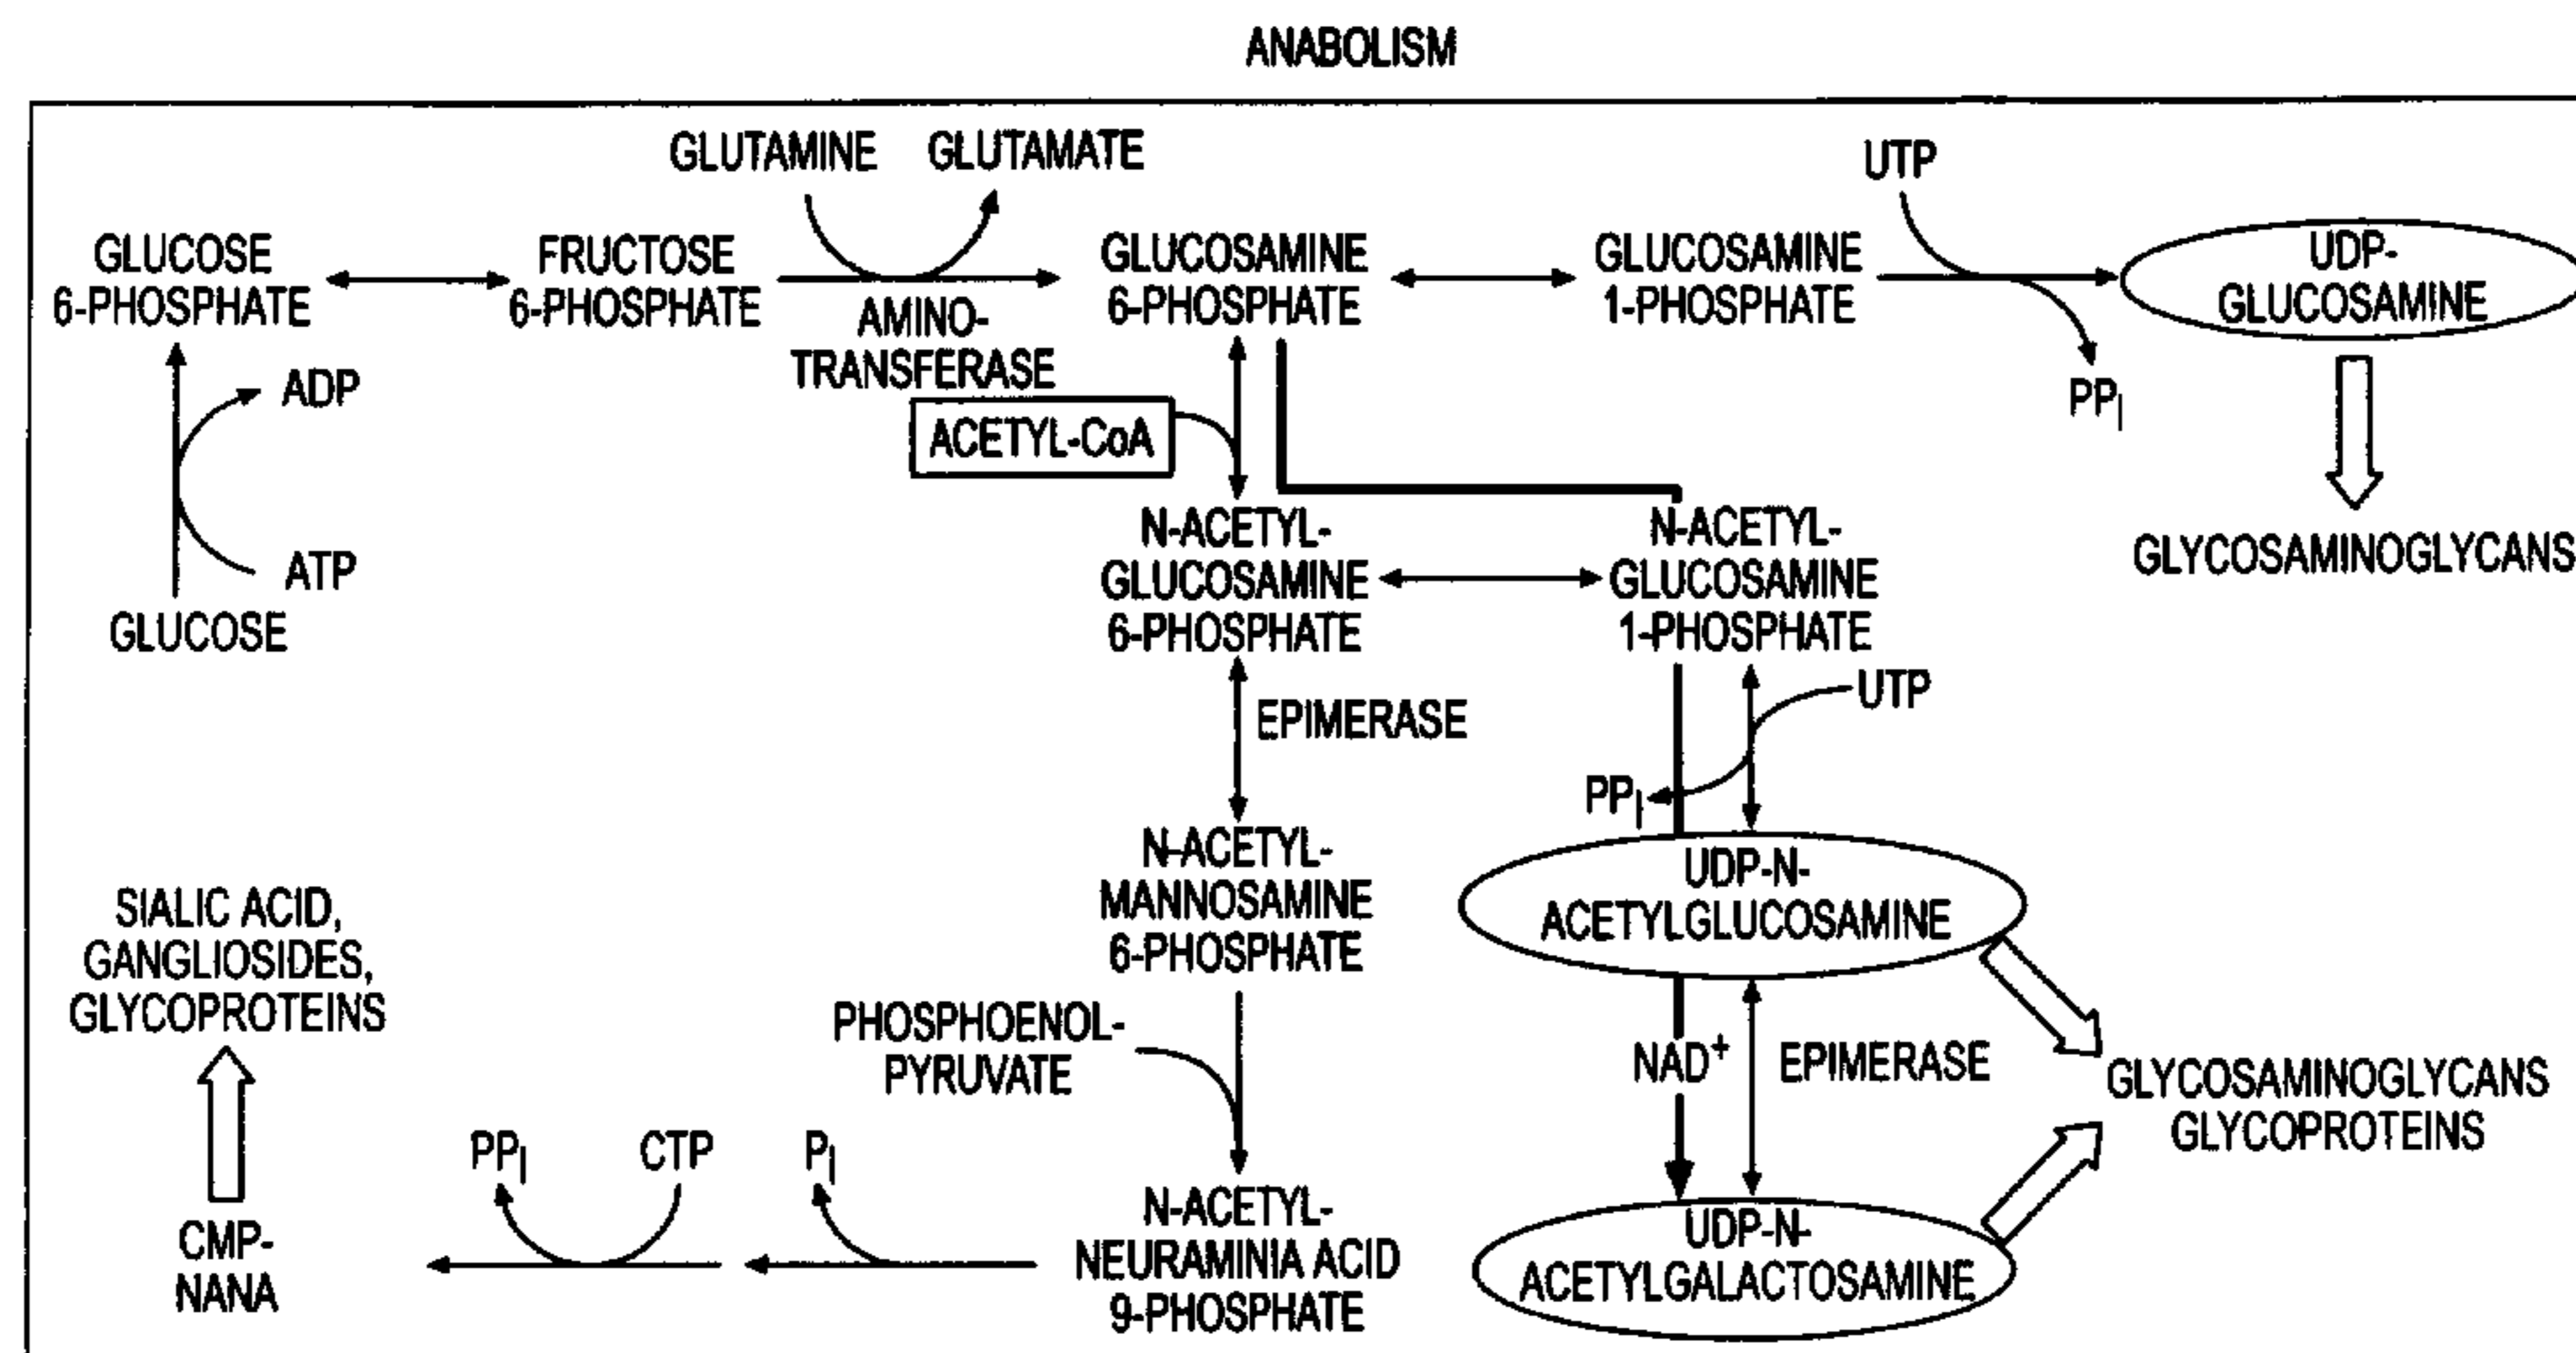 ANABOLISM
GLUTAMINE
GLUTAMATE
UTP
GLUCOSE
6-PHOSPHATE
FRUCTOSE
6-PHOSPHATE
AMINO-
TRANSFERASE
GLUCOSAMINE
6-PHOSPHATE
GLUCOSAMINE
1-PHOSPHATE
UDP-
GLUCOSAMINE
PPI
ADP
ATP
GLUCOSE
ACETYL-CoA
GLYCOSAMINOGLYCANS
N-ACETYL-
GLUCOSAMINE
6-PHOSPHATE
N-ACETYL-
GLUCOSAMINE
1-PHOSPHATE
EPIMERASE
UTP
PPI
N-ACETYL-
MANNOSAMINE
6-PHOSPHATE
UDP-N-
ACETYLGLUCOSAMINE
SIALIC ACID,
GANGLIOSIDES,
GLYCOPROTEINS
PHOSPHOENOL-
PYRUVATE
NAD+
EPIMERASE
GLYCOSAMINOGLYCANS
GLYCOPROTEINS
PPI
CTP
PI
CMP-
NANA
N-ACETYL-
NEURAMINIA ACID
9-PHOSPHATE
UDP-N-
ACETYLGALACTOSAMINE